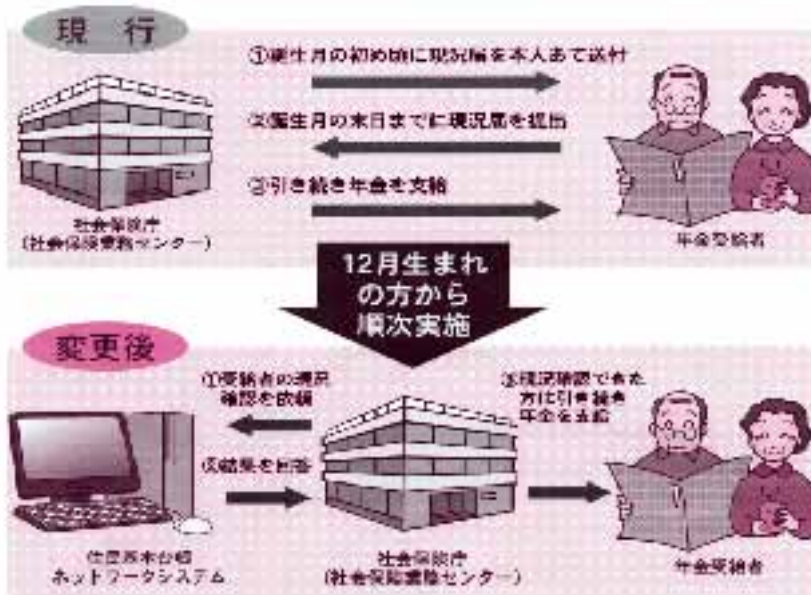 現 行
①誕生月の初め頃に現況届を本人あて送付
②誕生月の末日までに現況届を提出
③引き続き年金を支給
社会保険庁
(社会保険業務センター)
年金受給者
12月生まれ
の方から
順次実施
変更後
①受給者の現況
確認を依頼
②結果を回答
③現況確認できた
方に引き続き
年金を支給
住民基本台帳
ネットワークシステム
社会保険庁
(社会保険業務センター)
年金受給者